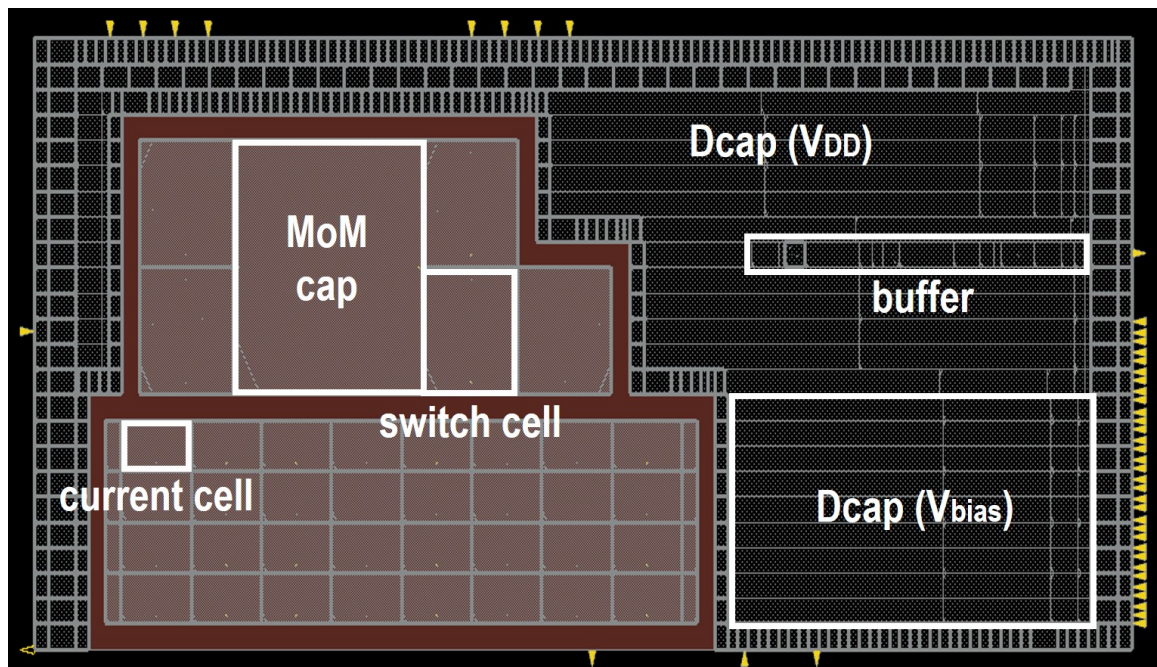 Dcap (VDD)
MoM
cap
buffer
switch cell
current cell
Dcap (Vbias)